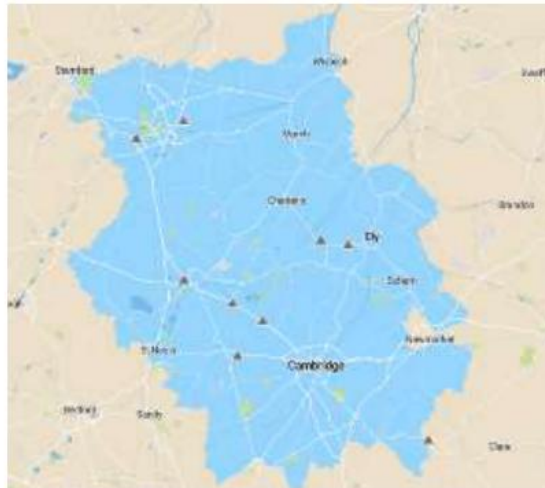 Stamford
Wisbech
March
Chatteris
Brandon
Ely
Soham
Newmarket
St Neots
Cambridge
Bedford
Sandy
Clare